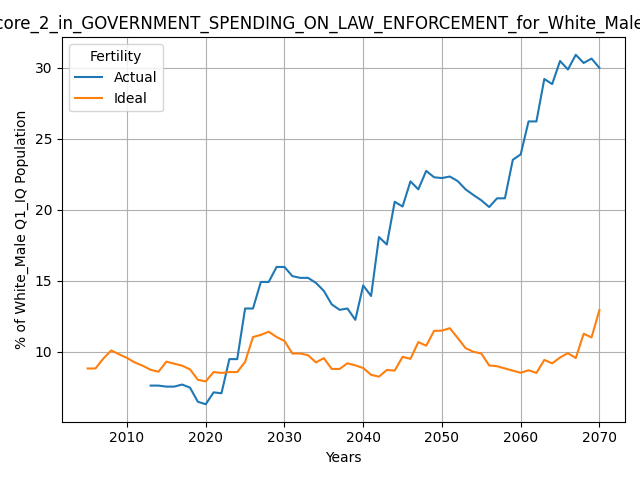 core_2_in_GOVERNMENT_SPENDING_ON_LAW_ENFORCEMENT_for_White_Male
Fertility
Actual
Ideal
30
25
20
15
10
% of White_Male Q1_IQ Population
2010 2020 2030 2040 2050 2060 2070
Years